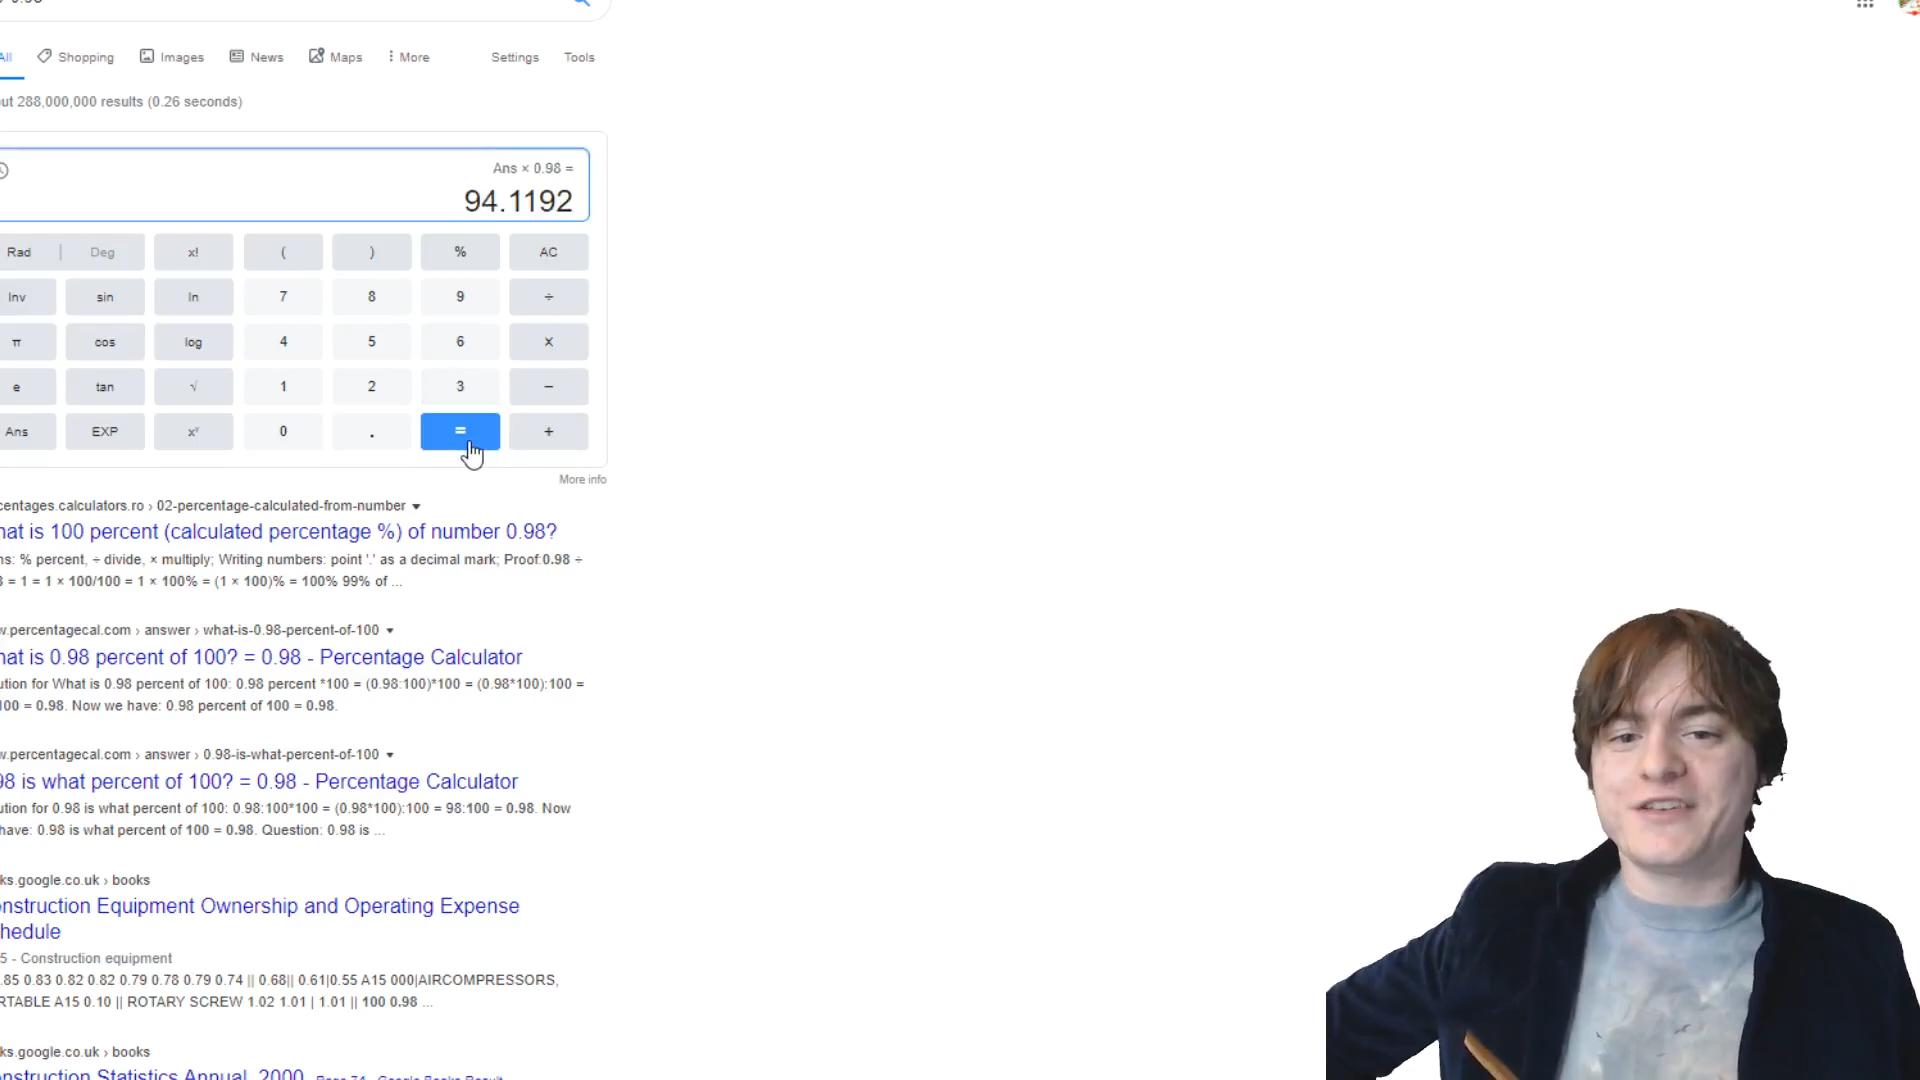 All Shopping Images News Maps More Settings Tools
ut 288,000,000 results (0.26 seconds)
Ans × 0.98 =
94.1192
Rad | Deg x! ( ) % AC
Inv sin ln 7 8 9 ÷
π cos log 4 5 6 X
e tan √ 1 2 3 −
Ans EXP xʸ 0 . = +
More info
centages.calculators.ro › 02-percentage-calculated-from-number
hat is 100 percent (calculated percentage %) of number 0.98?
ns: % percent, ÷ divide, × multiply; Writing numbers: point '.' as a decimal mark; Proof:0.98 ÷
8 = 1 = 1 × 100/100 = 1 × 100% = (1 × 100)% = 100% 99% of ...
w.percentagecal.com › answer › what-is-0.98-percent-of-100
hat is 0.98 percent of 100? = 0.98 - Percentage Calculator
ution for What is 0.98 percent of 100: 0.98 percent *100 = (0.98:100)*100 = (0.98*100):100 =
100 = 0.98. Now we have: 0.98 percent of 100 = 0.98.
w.percentagecal.com › answer › 0.98-is-what-percent-of-100
98 is what percent of 100? = 0.98 - Percentage Calculator
ution for 0.98 is what percent of 100: 0.98:100*100 = (0.98*100):100 = 98:100 = 0.98. Now
have: 0.98 is what percent of 100 = 0.98. Question: 0.98 is ...
ks.google.co.uk › books
onstruction Equipment Ownership and Operating Expense
hedule
5 - Construction equipment
.85 0.83 0.82 0.82 0.79 0.78 0.79 0.74 || 0.68|| 0.61|0.55 A15 000|AIRCOMPRESSORS,
RTABLE A15 0.10 || ROTARY SCREW 1.02 1.01 | 1.01 || 100 0.98 ...
ks.google.co.uk › books
onstruction Statistics Annual, 2000 Page 74 - Google Books Result